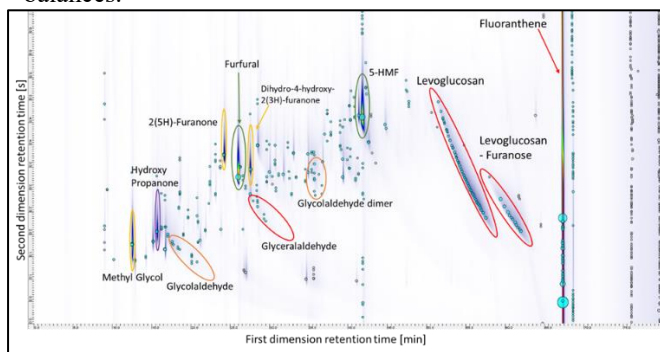 balances.
Fluoranthene
Furfural
5-HMF
Dihydro-4-hydroxy-
2(3H)-furanone
Levoglucosan
2(5H)-Furanone
Levoglucosan
- Furanose
Hydroxy
Propanone
Glycolaldehyde dimer
Glyceralaldehyde
Methyl Glycol
Glycolaldehyde
Second dimension retention time [s]
First dimension retention time [min]